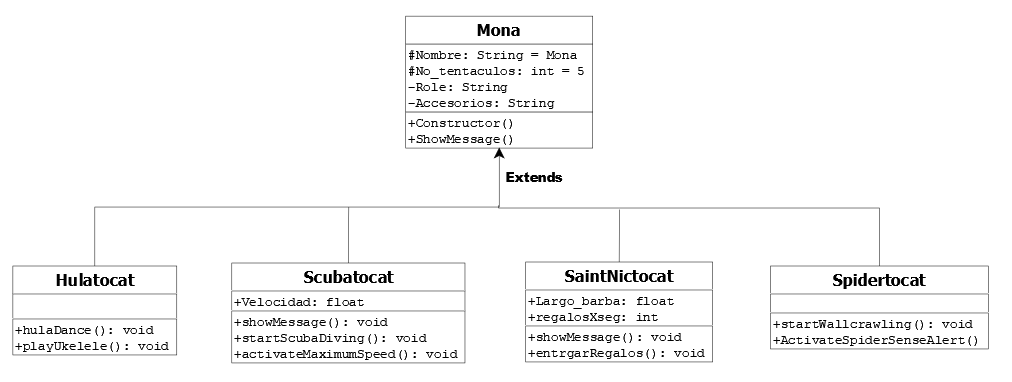 Mona
#Nombre: String = Mona
#No_tentaculos: int = 5
-Role: String
-Accesorios: String
+Constructor()
+ShowMessage()
Extends
Hulatocat
+hulaDance(): void
+playUkelele(): void
Scubatocat
+Velocidad: float
+showMessage(): void
+startScubaDiving(): void
+activateMaximumSpeed(): void
SaintNictocat
+Largo_barba: float
+regalosXseg: int
+showMessage(): void
+entrgarRegalos(): void
Spidertocat
+startWallcrawling(): void
+ActivateSpiderSenseAlert()